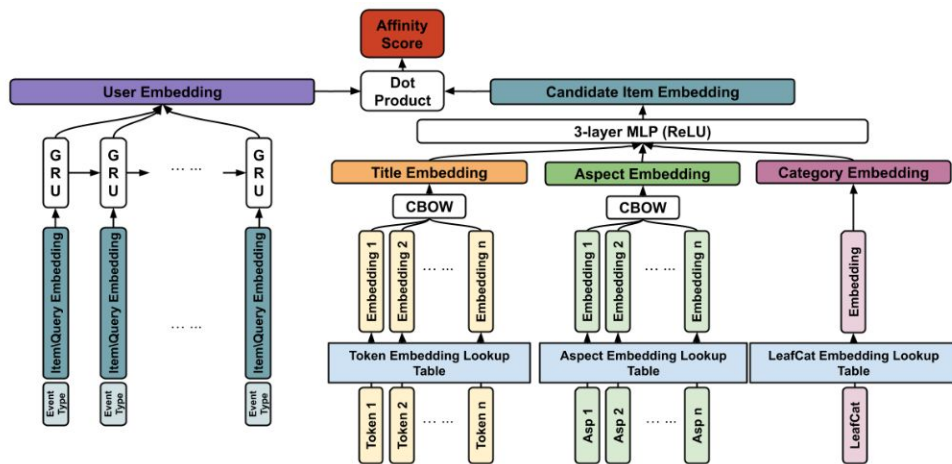 Affinity
Score
User Embedding
Dot
Product
Candidate Item Embedding
3-layer MLP (ReLU)
GRU
GRU
... ...
GRU
Title Embedding
Aspect Embedding
Category Embedding
CBOW
CBOW
Item\Query Embedding
Item\Query Embedding
... ...
Item\Query Embedding
Embedding 1
Embedding 2
... ...
Embedding n
Embedding 1
Embedding 2
... ...
Embedding n
Embedding
Token Embedding Lookup
Table
Aspect Embedding Lookup
Table
LeafCat Embedding Lookup
Table
Event
Type
Event
Type
Event
Type
Token 1
Token 2
... ...
Token n
Asp 1
Asp 2
... ...
Asp n
LeafCat